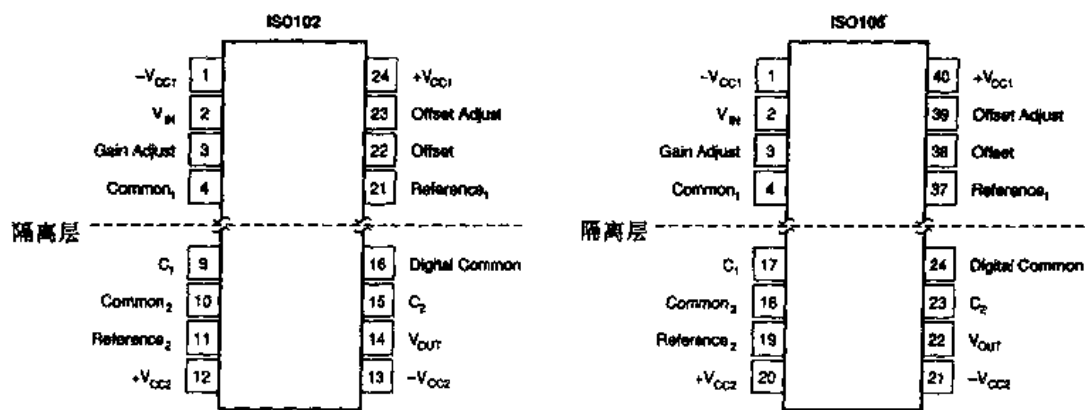 ISO102
-VCC1 1 24 +VCC1
VIN 2 23 Offset Adjust
Gain Adjust 3 22 Offset
Common1 4 21 Reference1
隔离层
C1 9 16 Digital Common
Common2 10 15 C2
Reference2 11 14 VOUT
+VCC2 12 13 -VCC2
ISO106
-VCC1 1 40 +VCC1
VIN 2 39 Offset Adjust
Gain Adjust 3 38 Offset
Common1 4 37 Reference1
隔离层
C1 17 24 Digital Common
Common2 18 23 C2
Reference2 19 22 VOUT
+VCC2 20 21 -VCC2